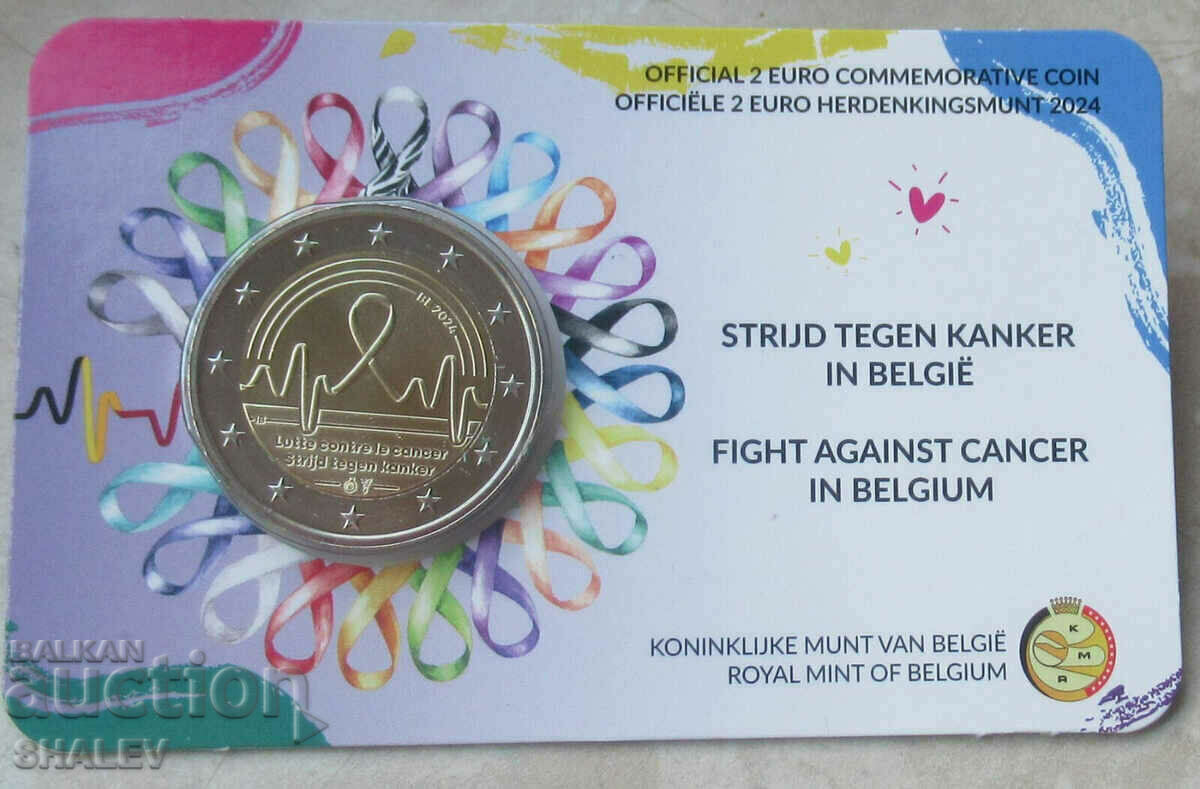 OFFICIAL 2 EURO COMMEMORATIVE COIN
OFFICIËLE 2 EURO HERDENKINGSMUNT 2024
BE 2024
STRIJD TEGEN KANKER
IN BELGIË
FIGHT AGAINST CANCER
IN BELGIUM
Lutte contre le cancer
Strijd tegen kanker
KONINKLIJKE MUNT VAN BELGIË
ROYAL MINT OF BELGIUM
K
M
R
BALKAN
auction
SHALEV